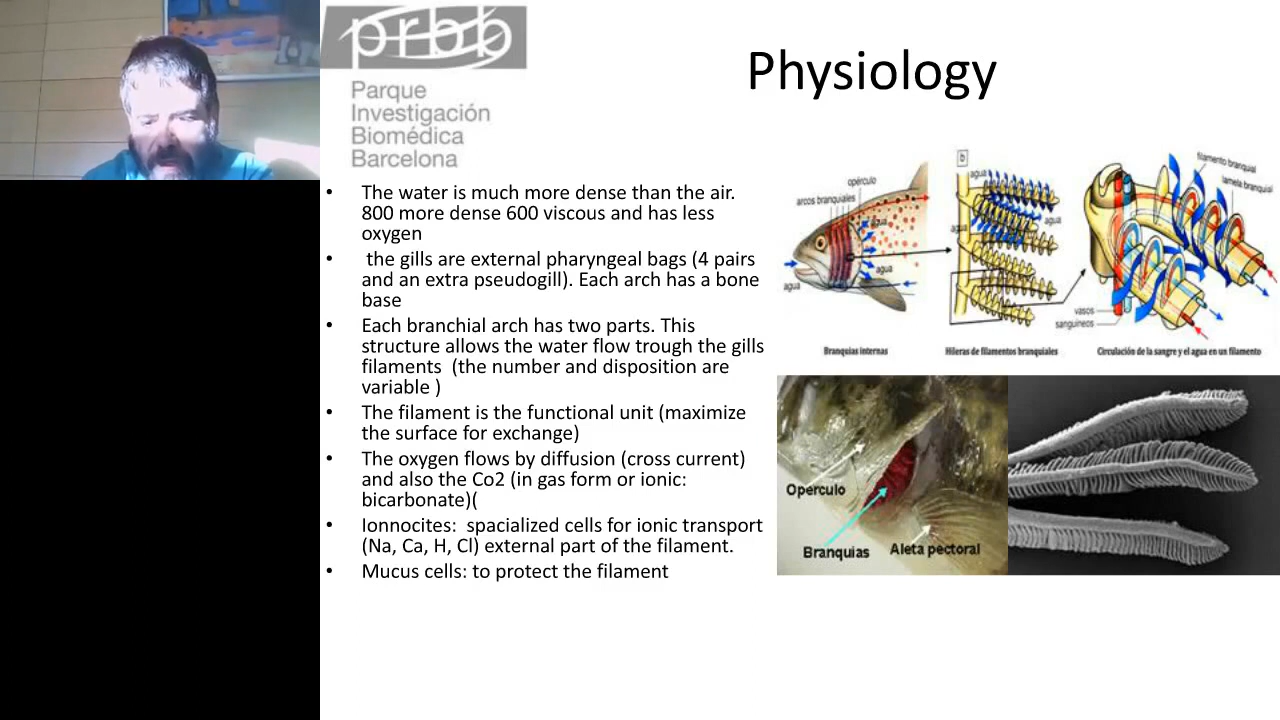 prbb
Parque
Investigación
Biomédica
Barcelona
Physiology
• The water is much more dense than the air.
800 more dense 600 viscous and has less
oxygen
• the gills are external pharyngeal bags (4 pairs
and an extra pseudogill). Each arch has a bone
base
• Each branchial arch has two parts. This
structure allows the water flow trough the gills
filaments (the number and disposition are
variable )
• The filament is the functional unit (maximize
the surface for exchange)
• The oxygen flows by diffusion (cross current)
and also the Co2 (in gas form or ionic:
bicarbonate)(
• Ionnocites: spacialized cells for ionic transport
(Na, Ca, H, Cl) external part of the filament.
• Mucus cells: to protect the filament
opérculo
arcos branquiales
agua
agua
agua
Branquias internas
b
agua
agua
agua
agua
Hileras de filamentos branquiales
filamento branquial
lamela branquial
vasos
sanguíneos
Circulación de la sangre y el agua en un filamento
Operculo
Branquias
Aleta pectoral